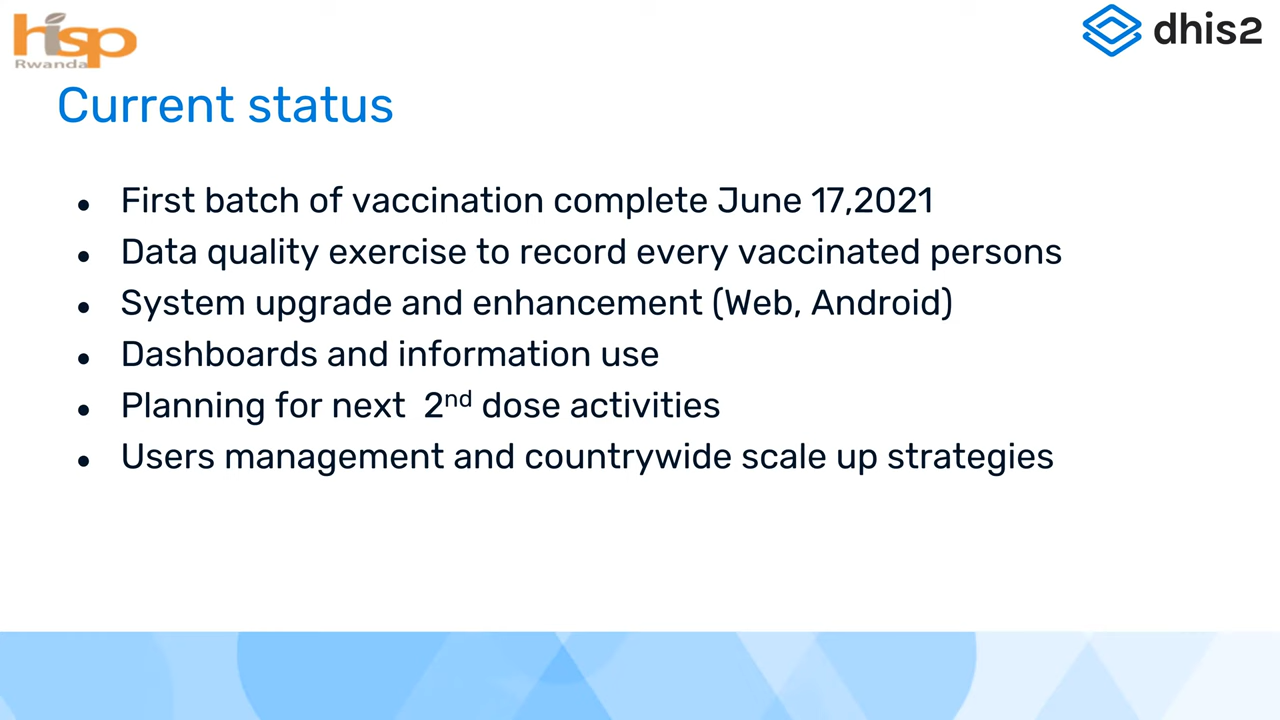 hisp
Rwanda
dhis2
Current status
• First batch of vaccination complete June 17,2021
• Data quality exercise to record every vaccinated persons
• System upgrade and enhancement (Web, Android)
• Dashboards and information use
• Planning for next 2nd dose activities
• Users management and countrywide scale up strategies